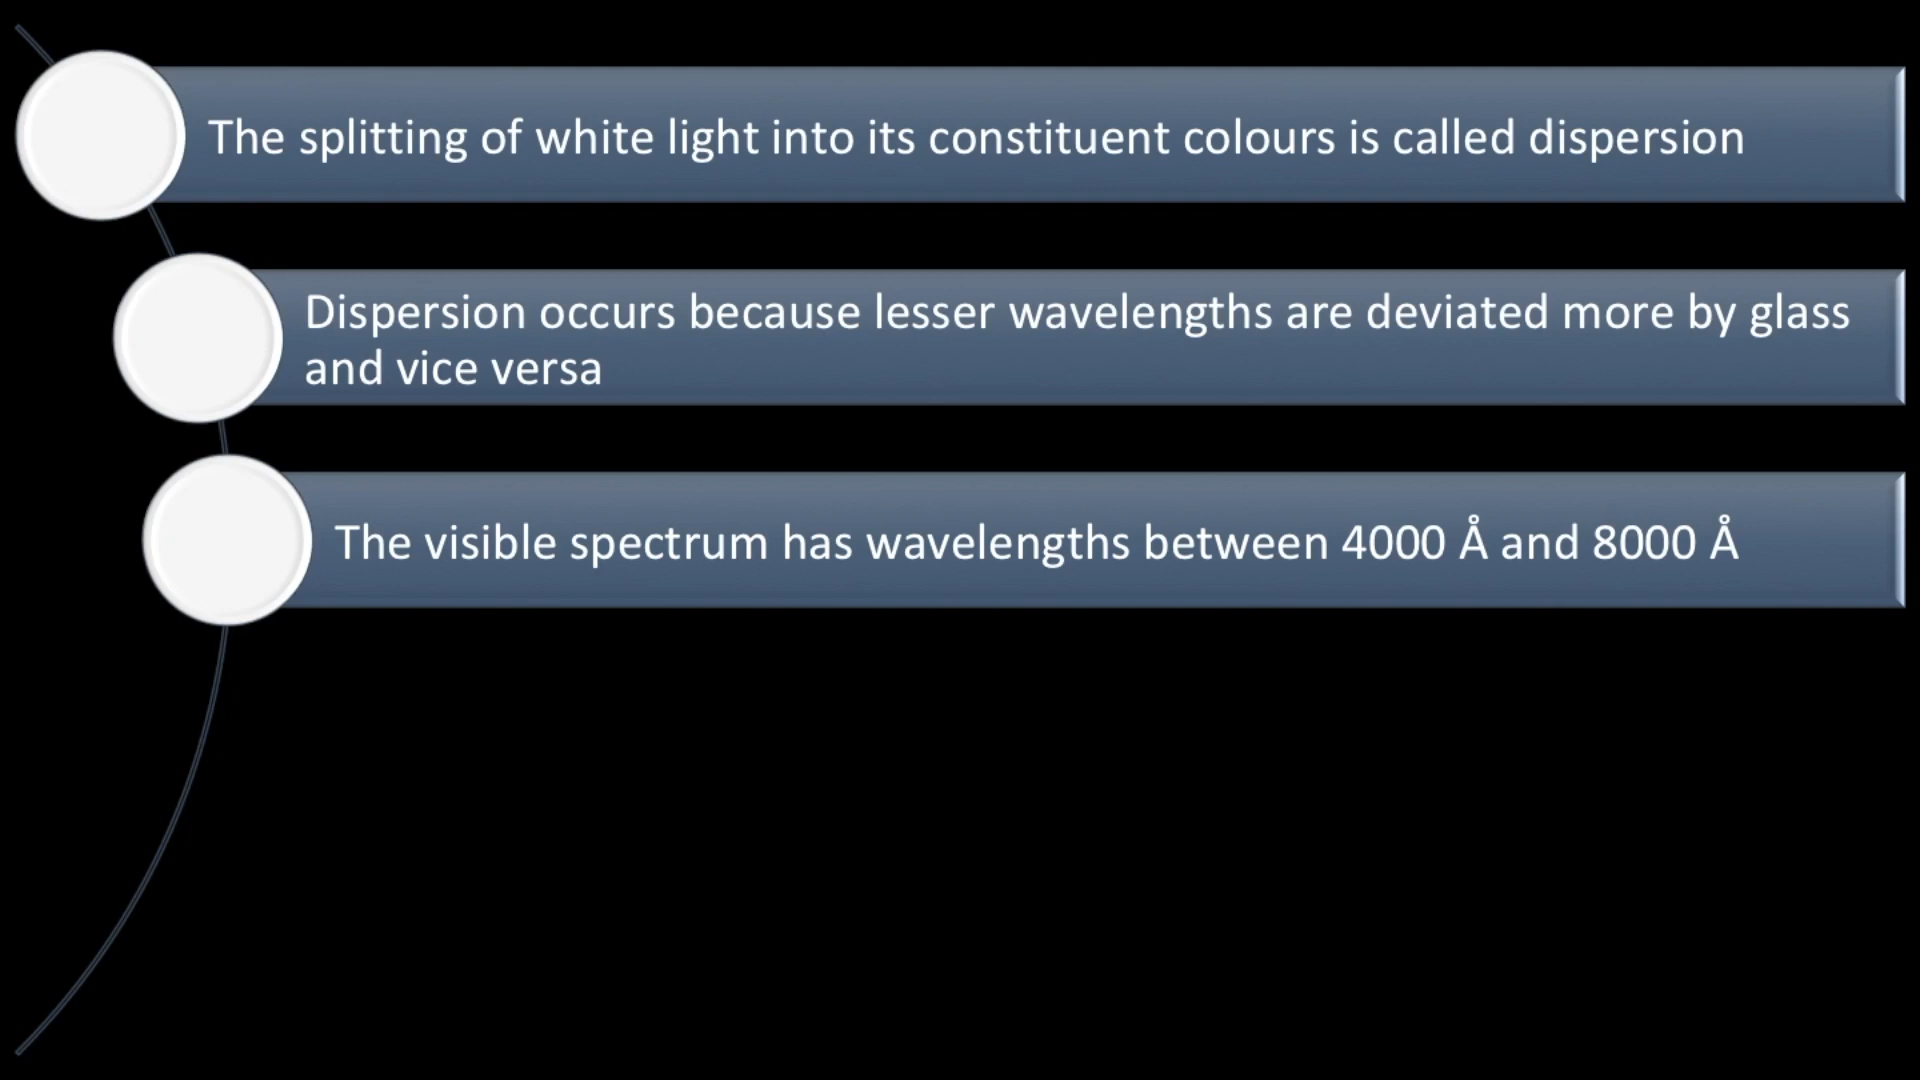 The splitting of white light into its constituent colours is called dispersion
Dispersion occurs because lesser wavelengths are deviated more by glass
and vice versa
The visible spectrum has wavelengths between 4000 Å and 8000 Å